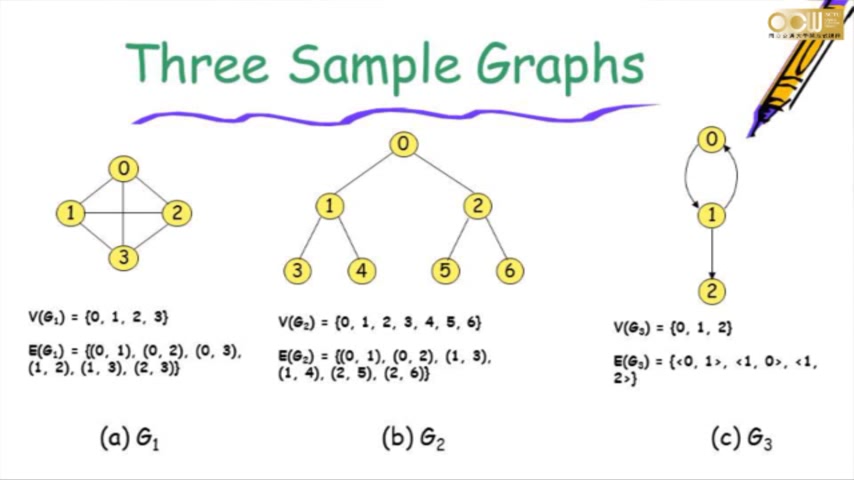 Three Sample Graphs
0
1
2
3
V(G₁) = {0, 1, 2, 3}
E(G₁) = {(0, 1), (0, 2), (0, 3),
(1, 2), (1, 3), (2, 3)}
(a) G₁
0
1
2
3
4
5
6
V(G₂) = {0, 1, 2, 3, 4, 5, 6}
E(G₂) = {(0, 1), (0, 2), (1, 3),
(1, 4), (2, 5), (2, 6)}
(b) G₂
0
1
2
V(G₃) = {0, 1, 2}
E(G₃) = {<0, 1>, <1, 0>, <1,
2>}
(c) G₃
OCW